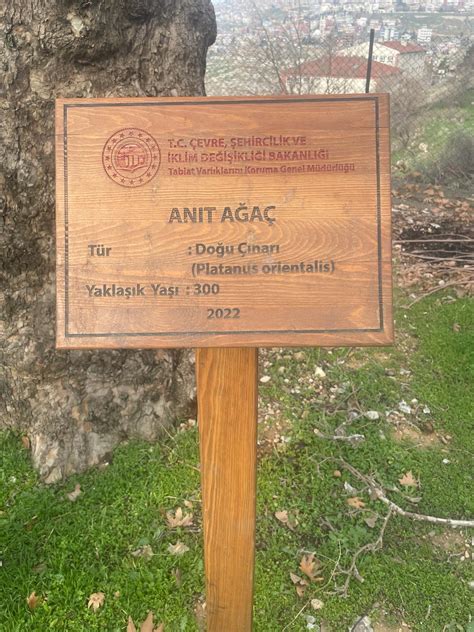 T.C. ÇEVRE, ŞEHİRCİLİK VE
İKLİM DEĞİŞİKLİĞİ BAKANLIĞI
Tabiat Varlıklarını Koruma Genel Müdürlüğü
ANIT AĞAÇ
Tür : Doğu Çınarı
(Platanus orientalis)
Yaklaşık Yaşı : 300
2022